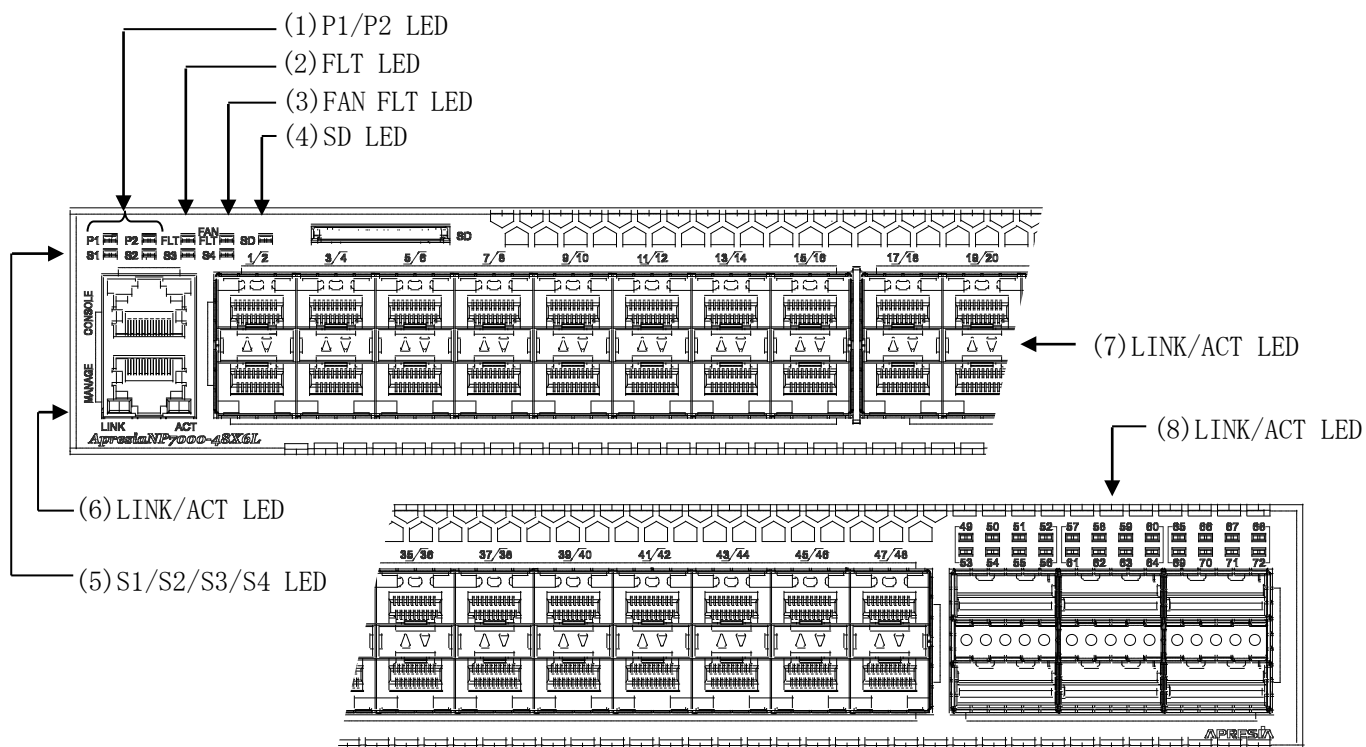 (1)P1/P2 LED
(2)FLT LED
(3)FAN FLT LED
(4)SD LED
FAN
P1 P2 FLT FLT SD SD
S1 S2 S3 S4
1/2 3/4 5/6 7/8 9/10 11/12 13/14 15/16 17/18 19/20
CONSOLE
MANAGE
LINK ACT
ApresiaNP7000-48X6L
(7)LINK/ACT LED
(8)LINK/ACT LED
(6)LINK/ACT LED
(5)S1/S2/S3/S4 LED
35/36 37/38 39/40 41/42 43/44 45/46 47/48
49 50 51 52 57 58 59 60 65 66 67 68
53 54 55 56 61 62 63 64 69 70 71 72
APRESIA